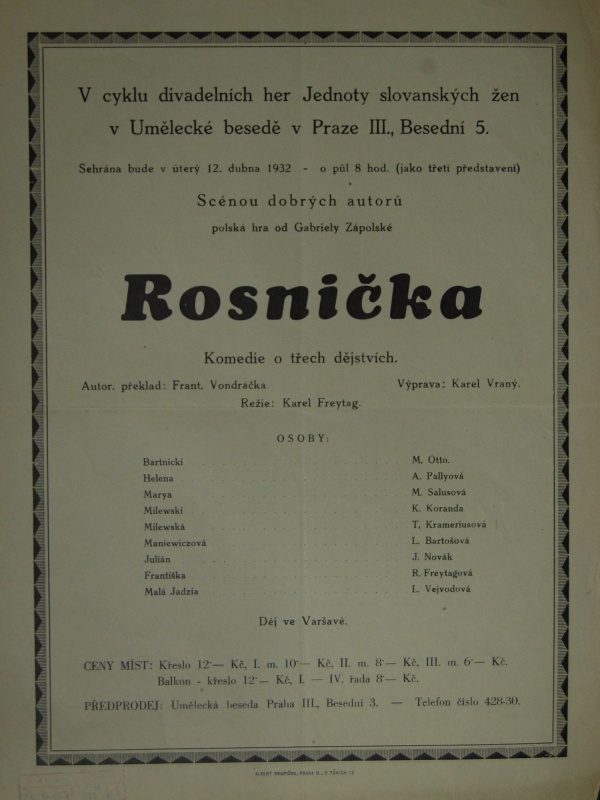 V cyklu divadelních her Jednoty slovanských žen
v Umělecké besedě v Praze III., Besední 5.
Sehrána bude v úterý 12. dubna 1932 - o půl 8 hod. (jako třetí představení)
Scénou dobrých autorů
polská hra od Gabriely Zápolské
Rosnička
Komedie o třech dějstvích.
Autor. překlad: Frant. Vondráčka. Výprava: Karel Vraný.
Režie: Karel Freytag.
OSOBY:
Bartnicki M. Otto.
Helena A. Pallyová
Marya M. Salusová
Milewski K. Koranda
Milewská T. Krameriusová
Maniewiczová L. Bartošová
Julián J. Novák
Františka R. Freytagová
Malá Jadzia L. Vejvodová
Děj ve Varšavé.
CENY MÍST: Křeslo 12·— Kč, I. m. 10·— Kč, II. m. 8·— Kč, III. m. 6·— Kč.
Balkon - křeslo 12·— Kč, I. — IV. řada 8·— Kč.
PŘEDPRODEJ: Umělecká beseda Praha III., Besední 3. — Telefon číslo 428-30.